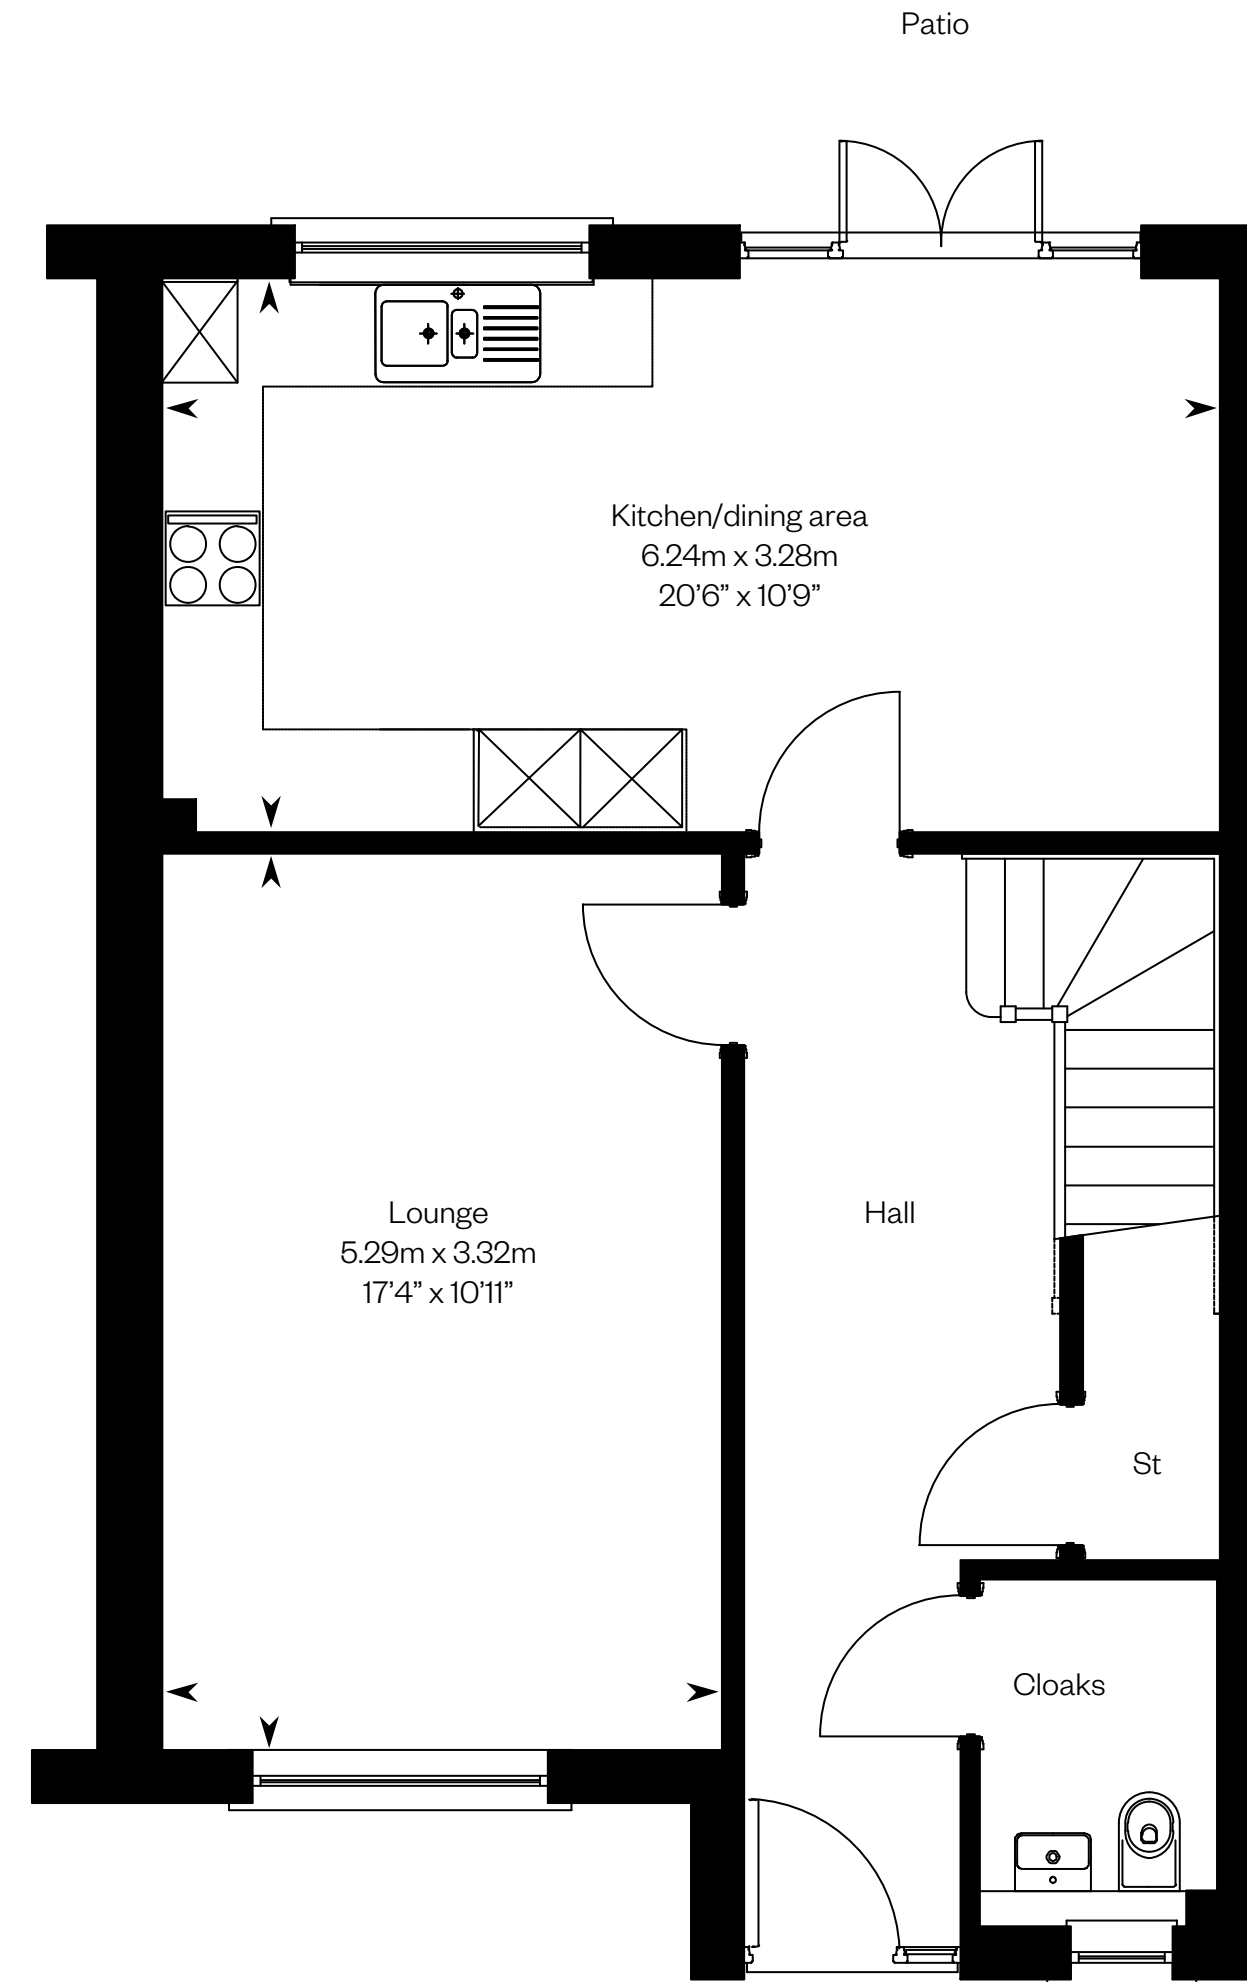 Patio
Kitchen/dining area
6.24m x 3.28m
20’6” x 10’9”
Lounge
5.29m x 3.32m
17’4” x 10’11”
Hall
St
Cloaks